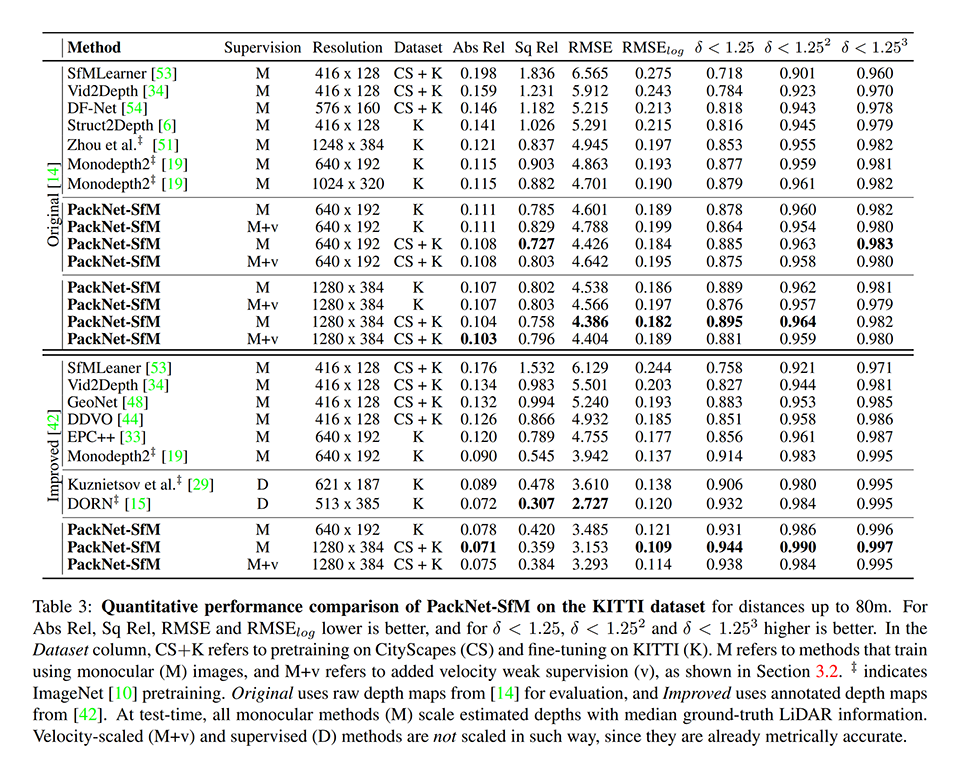 Method Supervision Resolution Dataset Abs Rel Sq Rel RMSE RMSElog δ < 1.25 δ < 1.25² δ < 1.25³
Original [14]
SfMLearner [53] M 416 x 128 CS + K 0.198 1.836 6.565 0.275 0.718 0.901 0.960
Vid2Depth [34] M 416 x 128 CS + K 0.159 1.231 5.912 0.243 0.784 0.923 0.970
DF-Net [54] M 576 x 160 CS + K 0.146 1.182 5.215 0.213 0.818 0.943 0.978
Struct2Depth [6] M 416 x 128 K 0.141 1.026 5.291 0.215 0.816 0.945 0.979
Zhou et al.‡ [51] M 1248 x 384 K 0.121 0.837 4.945 0.197 0.853 0.955 0.982
Monodepth2‡ [19] M 640 x 192 K 0.115 0.903 4.863 0.193 0.877 0.959 0.981
Monodepth2‡ [19] M 1024 x 320 K 0.115 0.882 4.701 0.190 0.879 0.961 0.982
PackNet-SfM M 640 x 192 K 0.111 0.785 4.601 0.189 0.878 0.960 0.982
PackNet-SfM M+v 640 x 192 K 0.111 0.829 4.788 0.199 0.864 0.954 0.980
PackNet-SfM M 640 x 192 CS + K 0.108 0.727 4.426 0.184 0.885 0.963 0.983
PackNet-SfM M+v 640 x 192 CS + K 0.108 0.803 4.642 0.195 0.875 0.958 0.980
PackNet-SfM M 1280 x 384 K 0.107 0.802 4.538 0.186 0.889 0.962 0.981
PackNet-SfM M+v 1280 x 384 K 0.107 0.803 4.566 0.197 0.876 0.957 0.979
PackNet-SfM M 1280 x 384 CS + K 0.104 0.758 4.386 0.182 0.895 0.964 0.982
PackNet-SfM M+v 1280 x 384 CS + K 0.103 0.796 4.404 0.189 0.881 0.959 0.980
Improved [42]
SfMLeaner [53] M 416 x 128 CS + K 0.176 1.532 6.129 0.244 0.758 0.921 0.971
Vid2Depth [34] M 416 x 128 CS + K 0.134 0.983 5.501 0.203 0.827 0.944 0.981
GeoNet [48] M 416 x 128 CS + K 0.132 0.994 5.240 0.193 0.883 0.953 0.985
DDVO [44] M 416 x 128 CS + K 0.126 0.866 4.932 0.185 0.851 0.958 0.986
EPC++ [33] M 640 x 192 K 0.120 0.789 4.755 0.177 0.856 0.961 0.987
Monodepth2‡ [19] M 640 x 192 K 0.090 0.545 3.942 0.137 0.914 0.983 0.995
Kuznietsov et al.‡ [29] D 621 x 187 K 0.089 0.478 3.610 0.138 0.906 0.980 0.995
DORN‡ [15] D 513 x 385 K 0.072 0.307 2.727 0.120 0.932 0.984 0.995
PackNet-SfM M 640 x 192 K 0.078 0.420 3.485 0.121 0.931 0.986 0.996
PackNet-SfM M 1280 x 384 CS + K 0.071 0.359 3.153 0.109 0.944 0.990 0.997
PackNet-SfM M+v 1280 x 384 CS + K 0.075 0.384 3.293 0.114 0.938 0.984 0.995
Table 3: Quantitative performance comparison of PackNet-SfM on the KITTI dataset for distances up to 80m. For
Abs Rel, Sq Rel, RMSE and RMSElog lower is better, and for δ < 1.25, δ < 1.25² and δ < 1.25³ higher is better. In the
Dataset column, CS+K refers to pretraining on CityScapes (CS) and fine-tuning on KITTI (K). M refers to methods that train
using monocular (M) images, and M+v refers to added velocity weak supervision (v), as shown in Section 3.2. ‡ indicates
ImageNet [10] pretraining. Original uses raw depth maps from [14] for evaluation, and Improved uses annotated depth maps
from [42]. At test-time, all monocular methods (M) scale estimated depths with median ground-truth LiDAR information.
Velocity-scaled (M+v) and supervised (D) methods are not scaled in such way, since they are already metrically accurate.